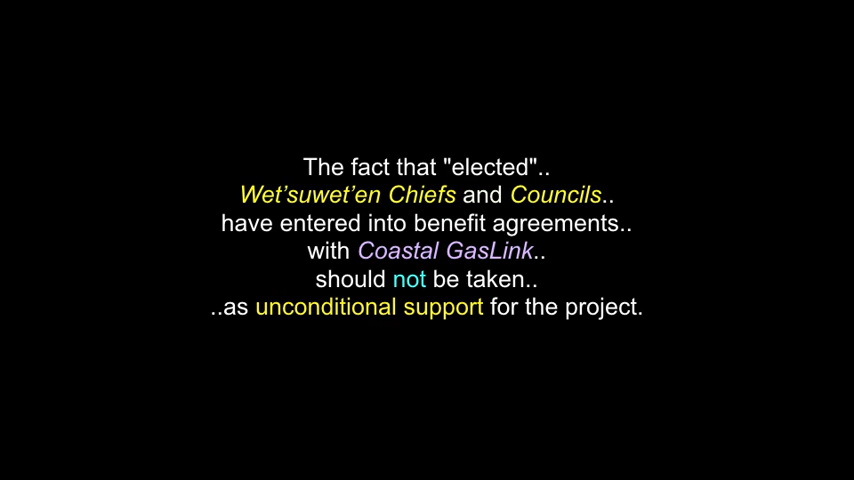 The fact that "elected"..
Wet’suwet’en Chiefs and Councils..
have entered into benefit agreements..
with Coastal GasLink..
should not be taken..
..as unconditional support for the project.